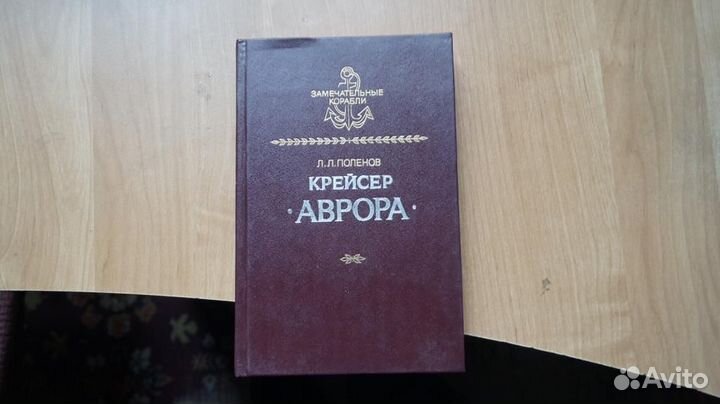 ЗАМЕЧАТЕЛЬНЫЕ
КОРАБЛИ
Л.Л.ПОЛЕНОВ
КРЕЙСЕР
·АВРОРА·
Avito